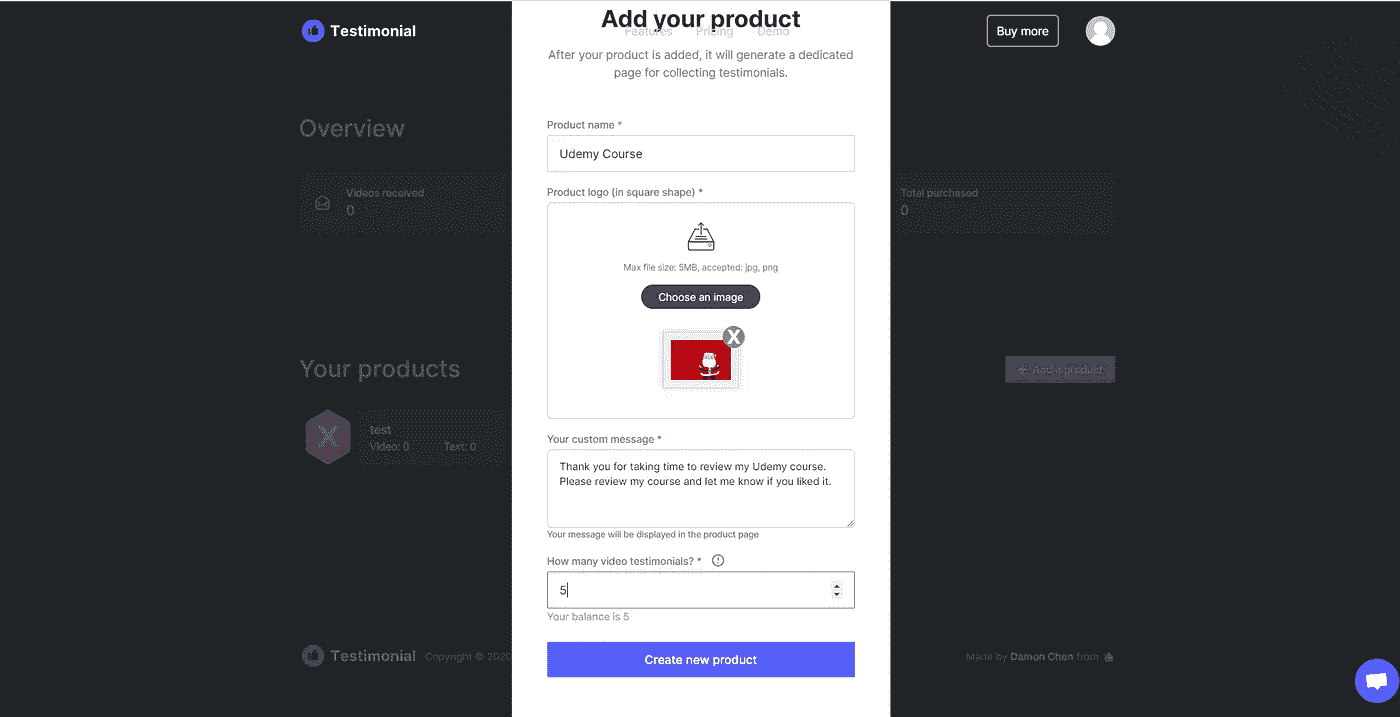 Testimonial
Features Pricing Demo
Buy more
Add your product
After your product is added, it will generate a dedicated
page for collecting testimonials.
Overview
Videos received
0
Total purchased
0
Product name *
Udemy Course
Product logo (in square shape) *
Max file size: 5MB, accepted: jpg, png
Choose an image
X
Your products
+ Add a product
test
Video: 0 Text: 0
Your custom message *
Thank you for taking time to review my Udemy course.
Please review my course and let me know if you liked it.
Your message will be displayed in the product page
How many video testimonials? *
5
Your balance is 5
Create new product
Testimonial Copyright © 2020
Made by Damon Chen from